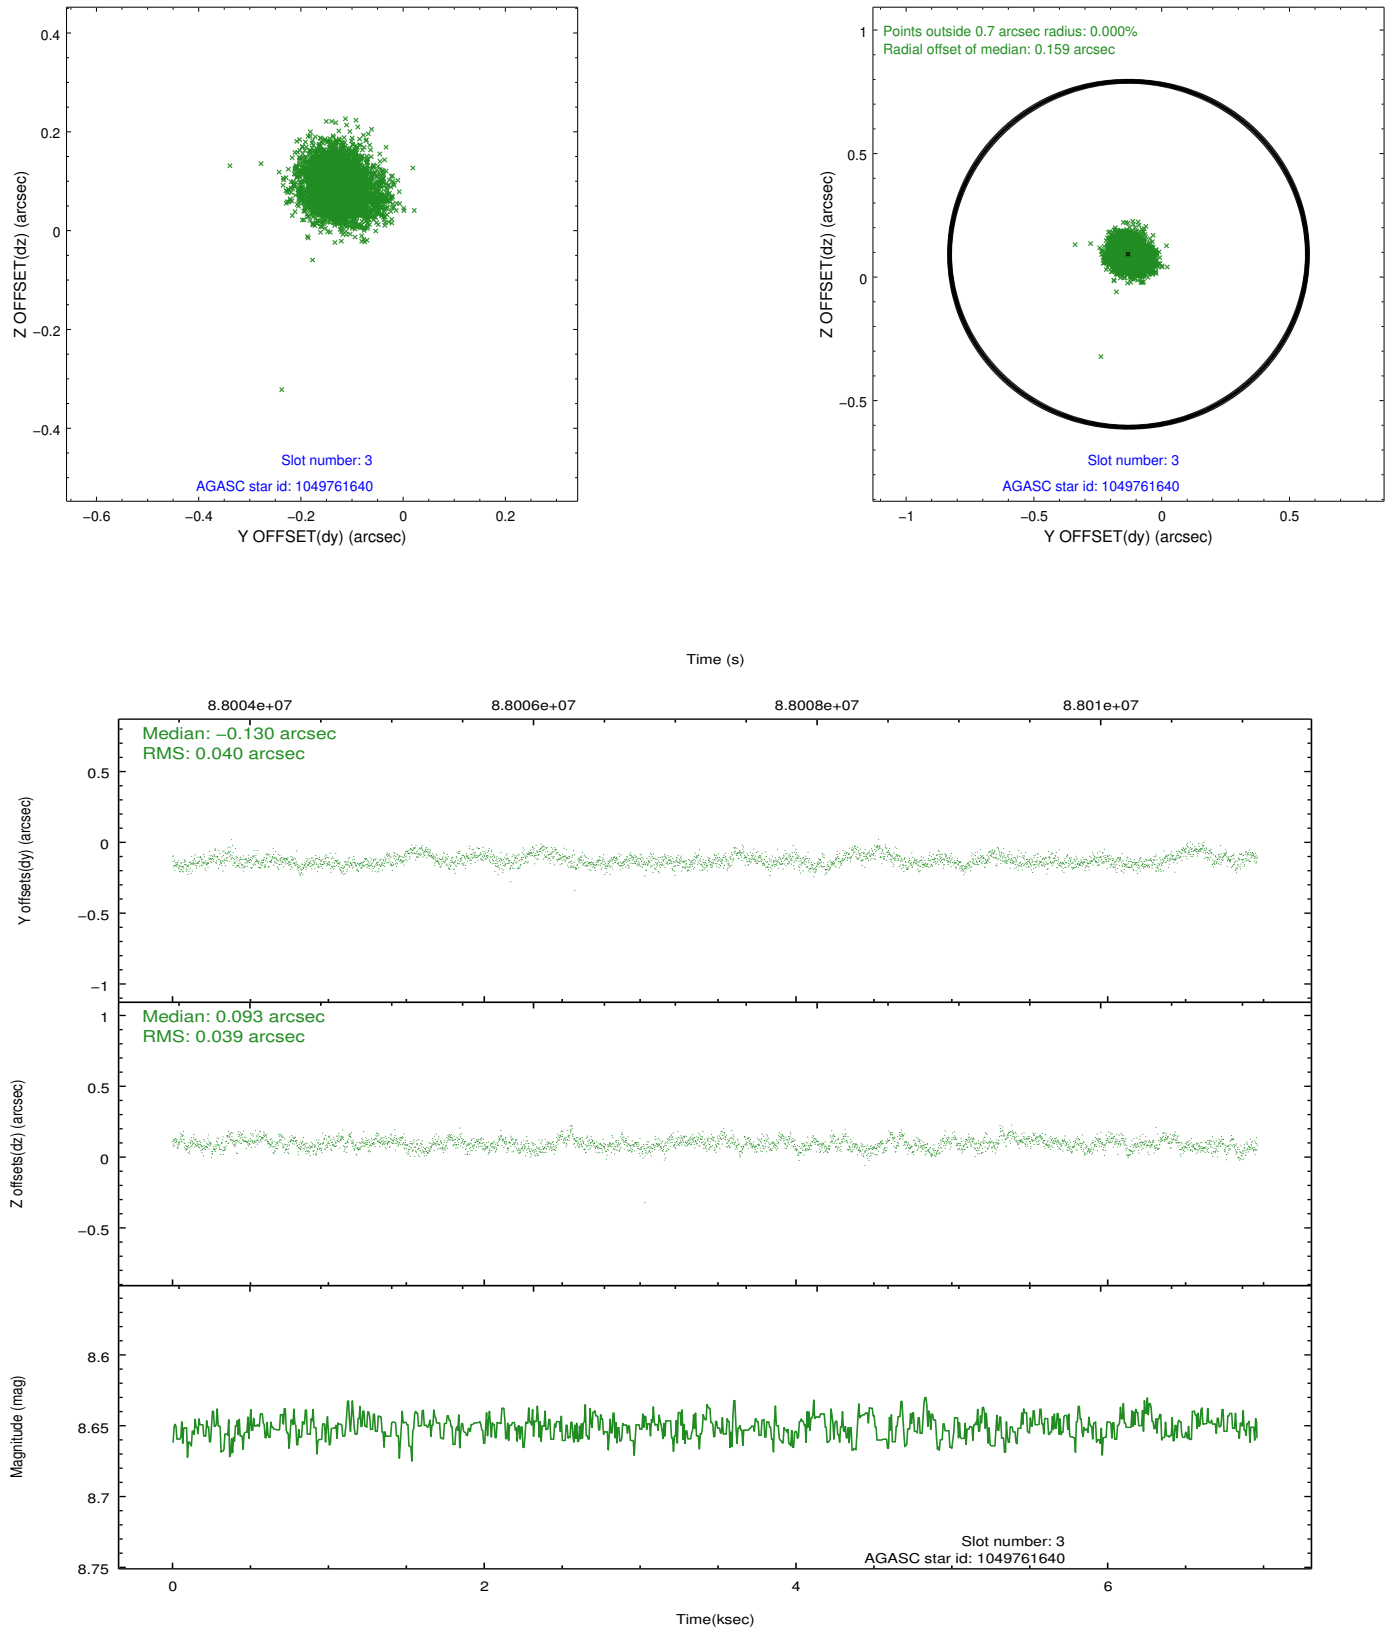 0.4
0.2
0
−0.2
−0.4
Z OFFSET(dz) (arcsec)
Slot number: 3
AGASC star id: 1049761640
−0.6 −0.4 −0.2 0 0.2
Y OFFSET(dy) (arcsec)
Points outside 0.7 arcsec radius: 0.000%
Radial offset of median: 0.159 arcsec
1
0.5
0
−0.5
Z OFFSET(dz) (arcsec)
Slot number: 3
AGASC star id: 1049761640
−1 −0.5 0 0.5
Y OFFSET(dy) (arcsec)
Time (s)
8.8004e+07 8.8006e+07 8.8008e+07 8.801e+07
Median: −0.130 arcsec
RMS: 0.040 arcsec
0.5
0
−0.5
−1
Y offsets(dy) (arcsec)
Median: 0.093 arcsec
RMS: 0.039 arcsec
1
0.5
0
−0.5
Z offsets(dz) (arcsec)
8.6
8.65
8.7
8.75
Magnitude (mag)
Slot number: 3
AGASC star id: 1049761640
0 2 4 6
Time(ksec)